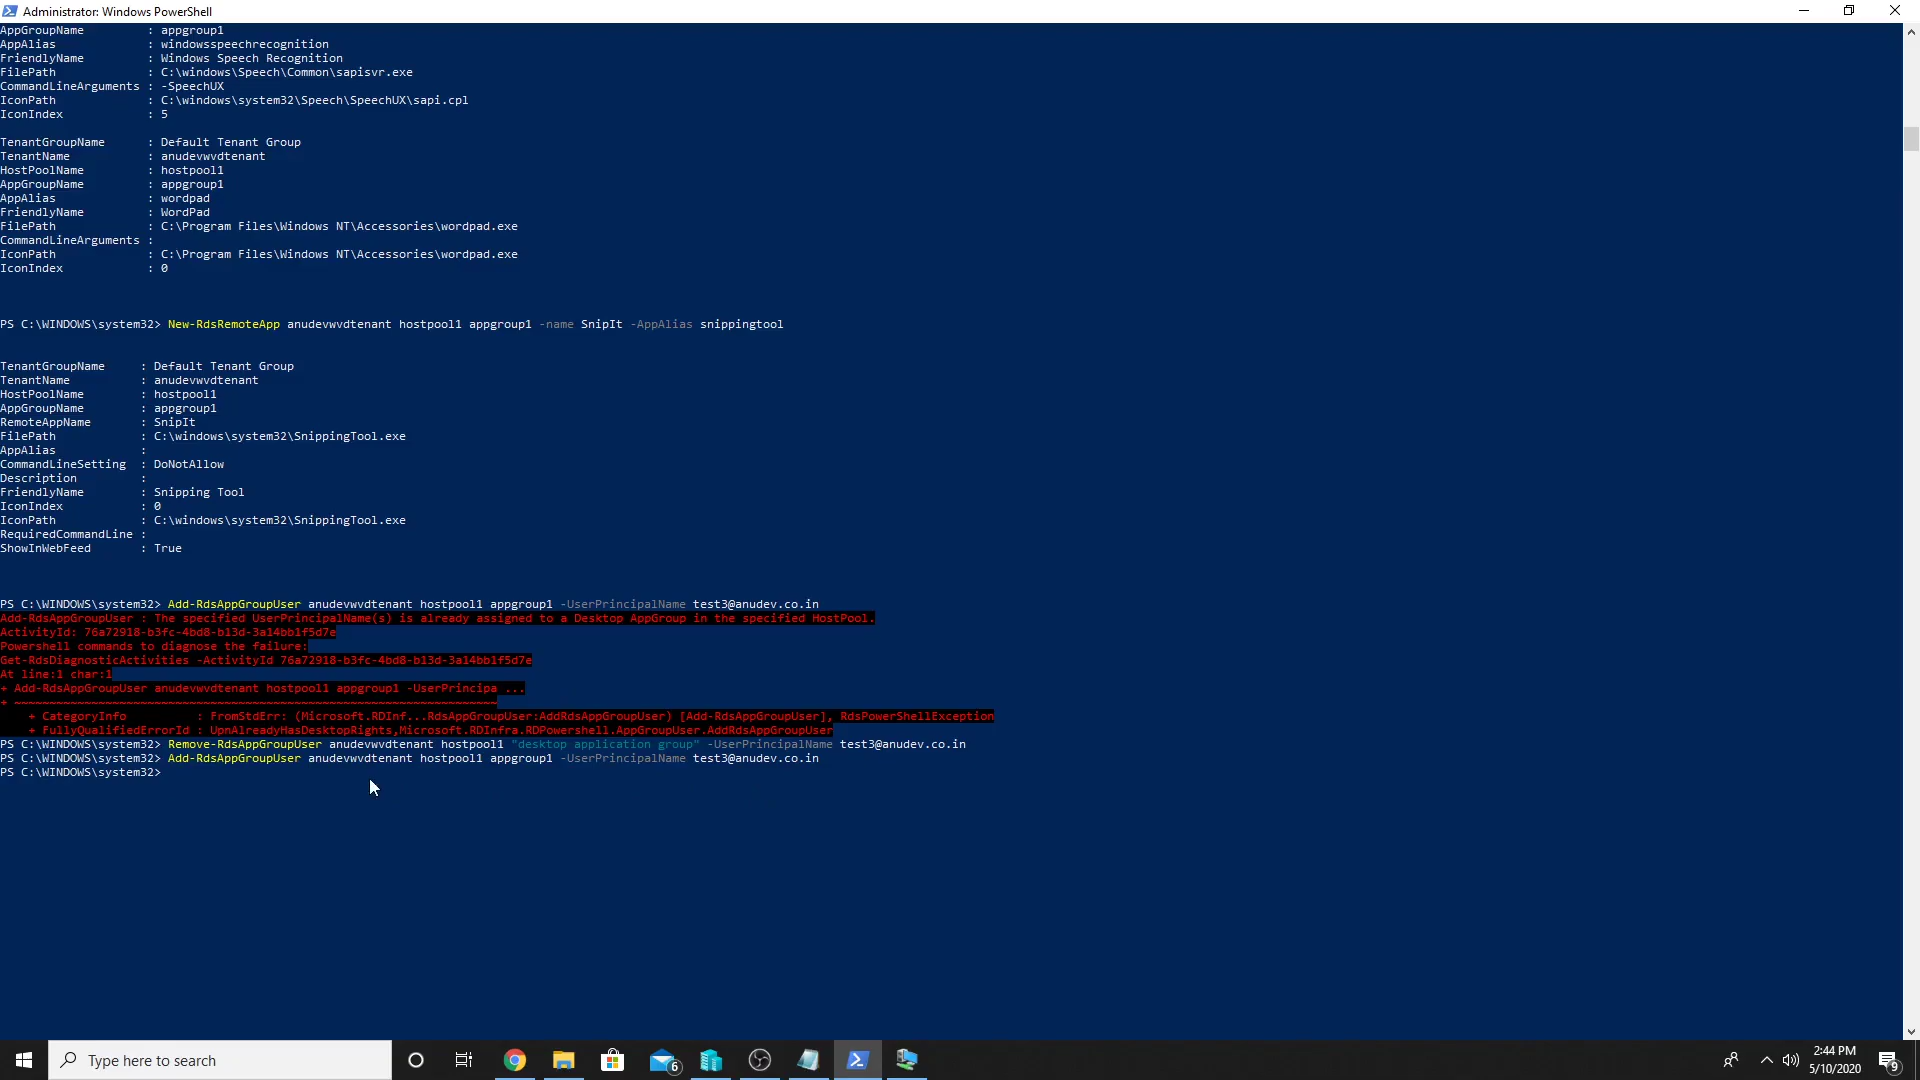 Administrator: Windows PowerShell
AppGroupName : appgroup1
AppAlias : windowsspeechrecognition
FriendlyName : Windows Speech Recognition
FilePath : C:\windows\Speech\Common\sapisvr.exe
CommandLineArguments : -SpeechUX
IconPath : C:\windows\system32\Speech\SpeechUX\sapi.cpl
IconIndex : 5
TenantGroupName : Default Tenant Group
TenantName : anudevwvdtenant
HostPoolName : hostpool1
AppGroupName : appgroup1
AppAlias : wordpad
FriendlyName : WordPad
FilePath : C:\Program Files\Windows NT\Accessories\wordpad.exe
CommandLineArguments :
IconPath : C:\Program Files\Windows NT\Accessories\wordpad.exe
IconIndex : 0
PS C:\WINDOWS\system32> New-RdsRemoteApp anudevwvdtenant hostpool1 appgroup1 -name SnipIt -AppAlias snippingtool
TenantGroupName : Default Tenant Group
TenantName : anudevwvdtenant
HostPoolName : hostpool1
AppGroupName : appgroup1
RemoteAppName : SnipIt
FilePath : C:\windows\system32\SnippingTool.exe
AppAlias :
CommandLineSetting : DoNotAllow
Description :
FriendlyName : Snipping Tool
IconIndex : 0
IconPath : C:\windows\system32\SnippingTool.exe
RequiredCommandLine :
ShowInWebFeed : True
PS C:\WINDOWS\system32> Add-RdsAppGroupUser anudevwvdtenant hostpool1 appgroup1 -UserPrincipalName test3@anudev.co.in
Add-RdsAppGroupUser : The specified UserPrincipalName(s) is already assigned to a Desktop AppGroup in the specified HostPool.
ActivityId: 76a72918-b3fc-4bd8-b13d-3a14bb1f5d7e
Powershell commands to diagnose the failure:
Get-RdsDiagnosticActivities -ActivityId 76a72918-b3fc-4bd8-b13d-3a14bb1f5d7e
At line:1 char:1
+ Add-RdsAppGroupUser anudevwvdtenant hostpool1 appgroup1 -UserPrincipa ...
+ ~~~~~~~~~~~~~~~~~~~~~~~~~~~~~~~~~~~~~~~~~~~~~~~~~~~~~~~~~~~~~~~~~~~~~
+ CategoryInfo : FromStdErr: (Microsoft.RDInf...RdsAppGroupUser:AddRdsAppGroupUser) [Add-RdsAppGroupUser], RdsPowerShellException
+ FullyQualifiedErrorId : UpnAlreadyHasDesktopRights,Microsoft.RDInfra.RDPowershell.AppGroupUser.AddRdsAppGroupUser
PS C:\WINDOWS\system32> Remove-RdsAppGroupUser anudevwvdtenant hostpool1 "desktop application group" -UserPrincipalName test3@anudev.co.in
PS C:\WINDOWS\system32> Add-RdsAppGroupUser anudevwvdtenant hostpool1 appgroup1 -UserPrincipalName test3@anudev.co.in
PS C:\WINDOWS\system32>
Type here to search
6
2:44 PM
5/10/2020
9